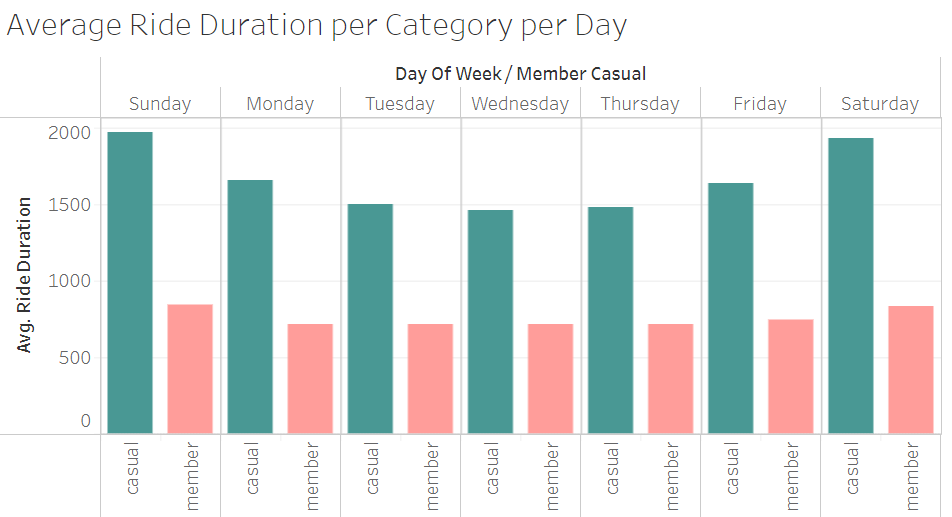 Average Ride Duration per Category per Day
Day Of Week / Member Casual
Sunday Monday Tuesday Wednesday Thursday Friday Saturday
Avg. Ride Duration
2000
1500
1000
500
0
casual member casual member casual member casual member casual member casual member casual member